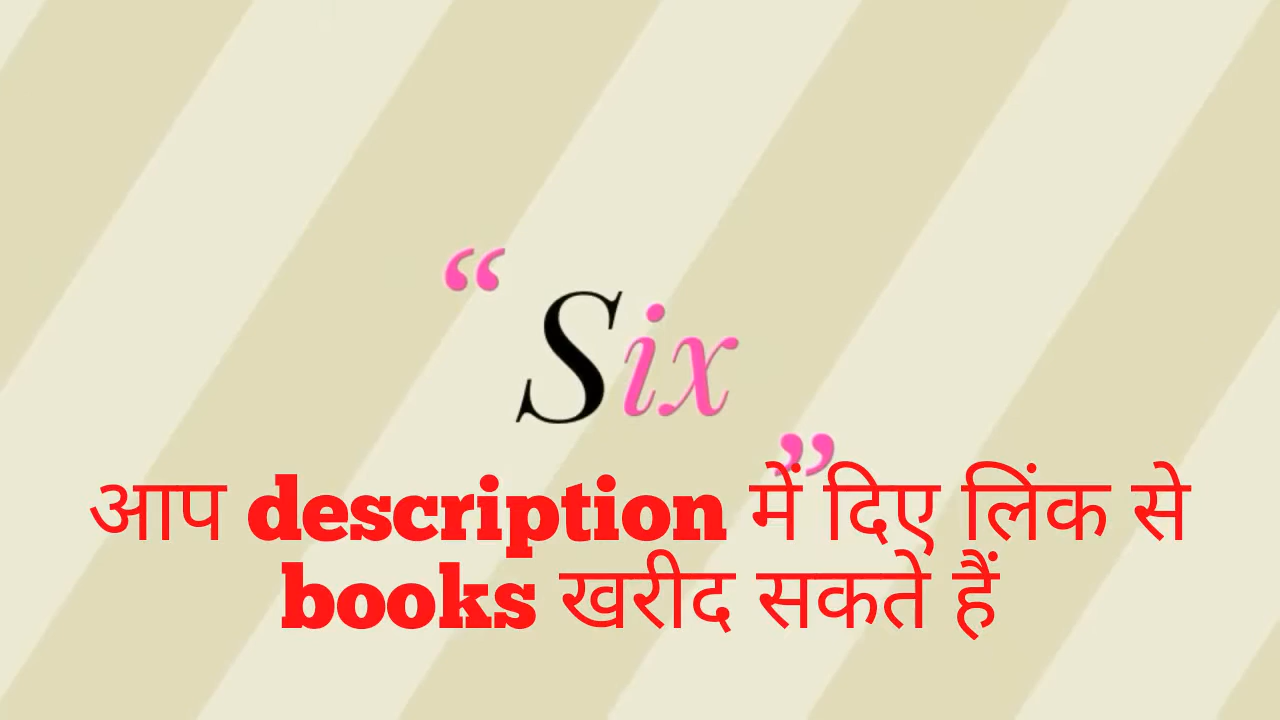 “ Six ”
आप description में दिए लिंक से
books खरीद सकते हैं